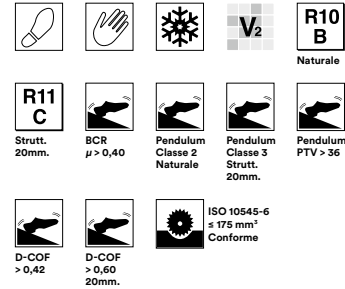 V2
R10
B
Naturale
R11
C
Strutt.
20mm.
BCR
μ > 0,40
Pendulum
Classe 2
Naturale
Pendulum
Classe 3
Strutt.
20mm.
Pendulum
PTV > 36
D-COF
> 0,42
D-COF
> 0,60
20mm.
ISO 10545-6
≤ 175 mm³
Conforme